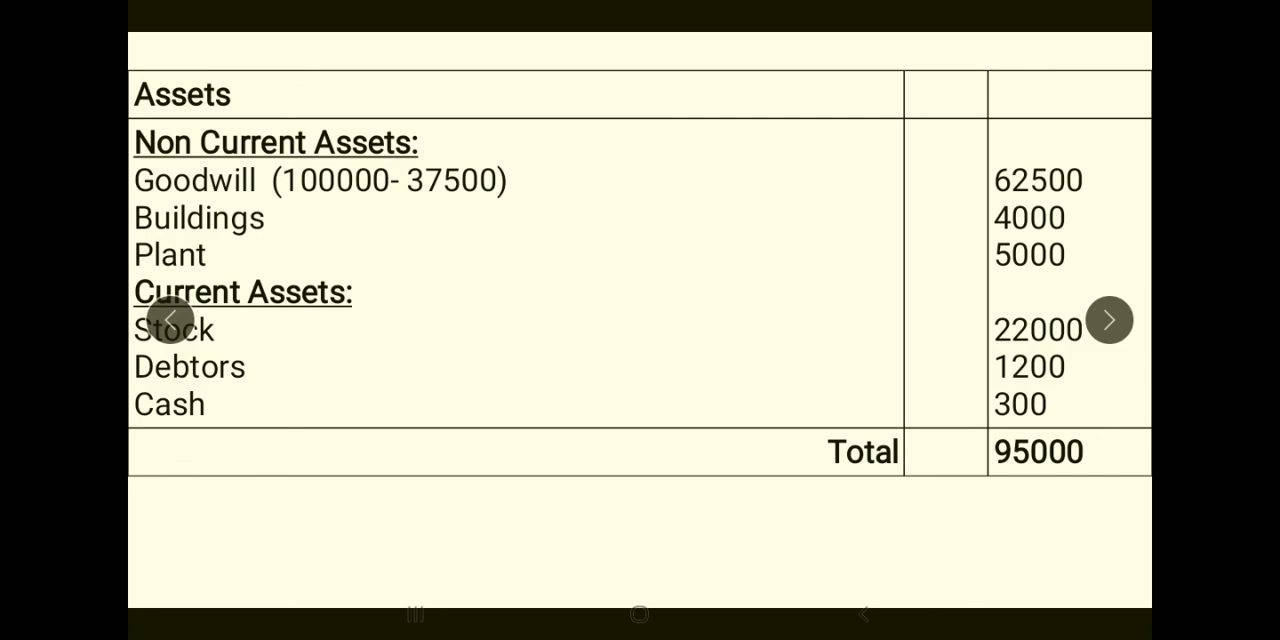 Assets
Non Current Assets:
Goodwill (100000- 37500) 62500
Buildings 4000
Plant 5000
Current Assets:
Stock 22000
Debtors 1200
Cash 300
Total 95000